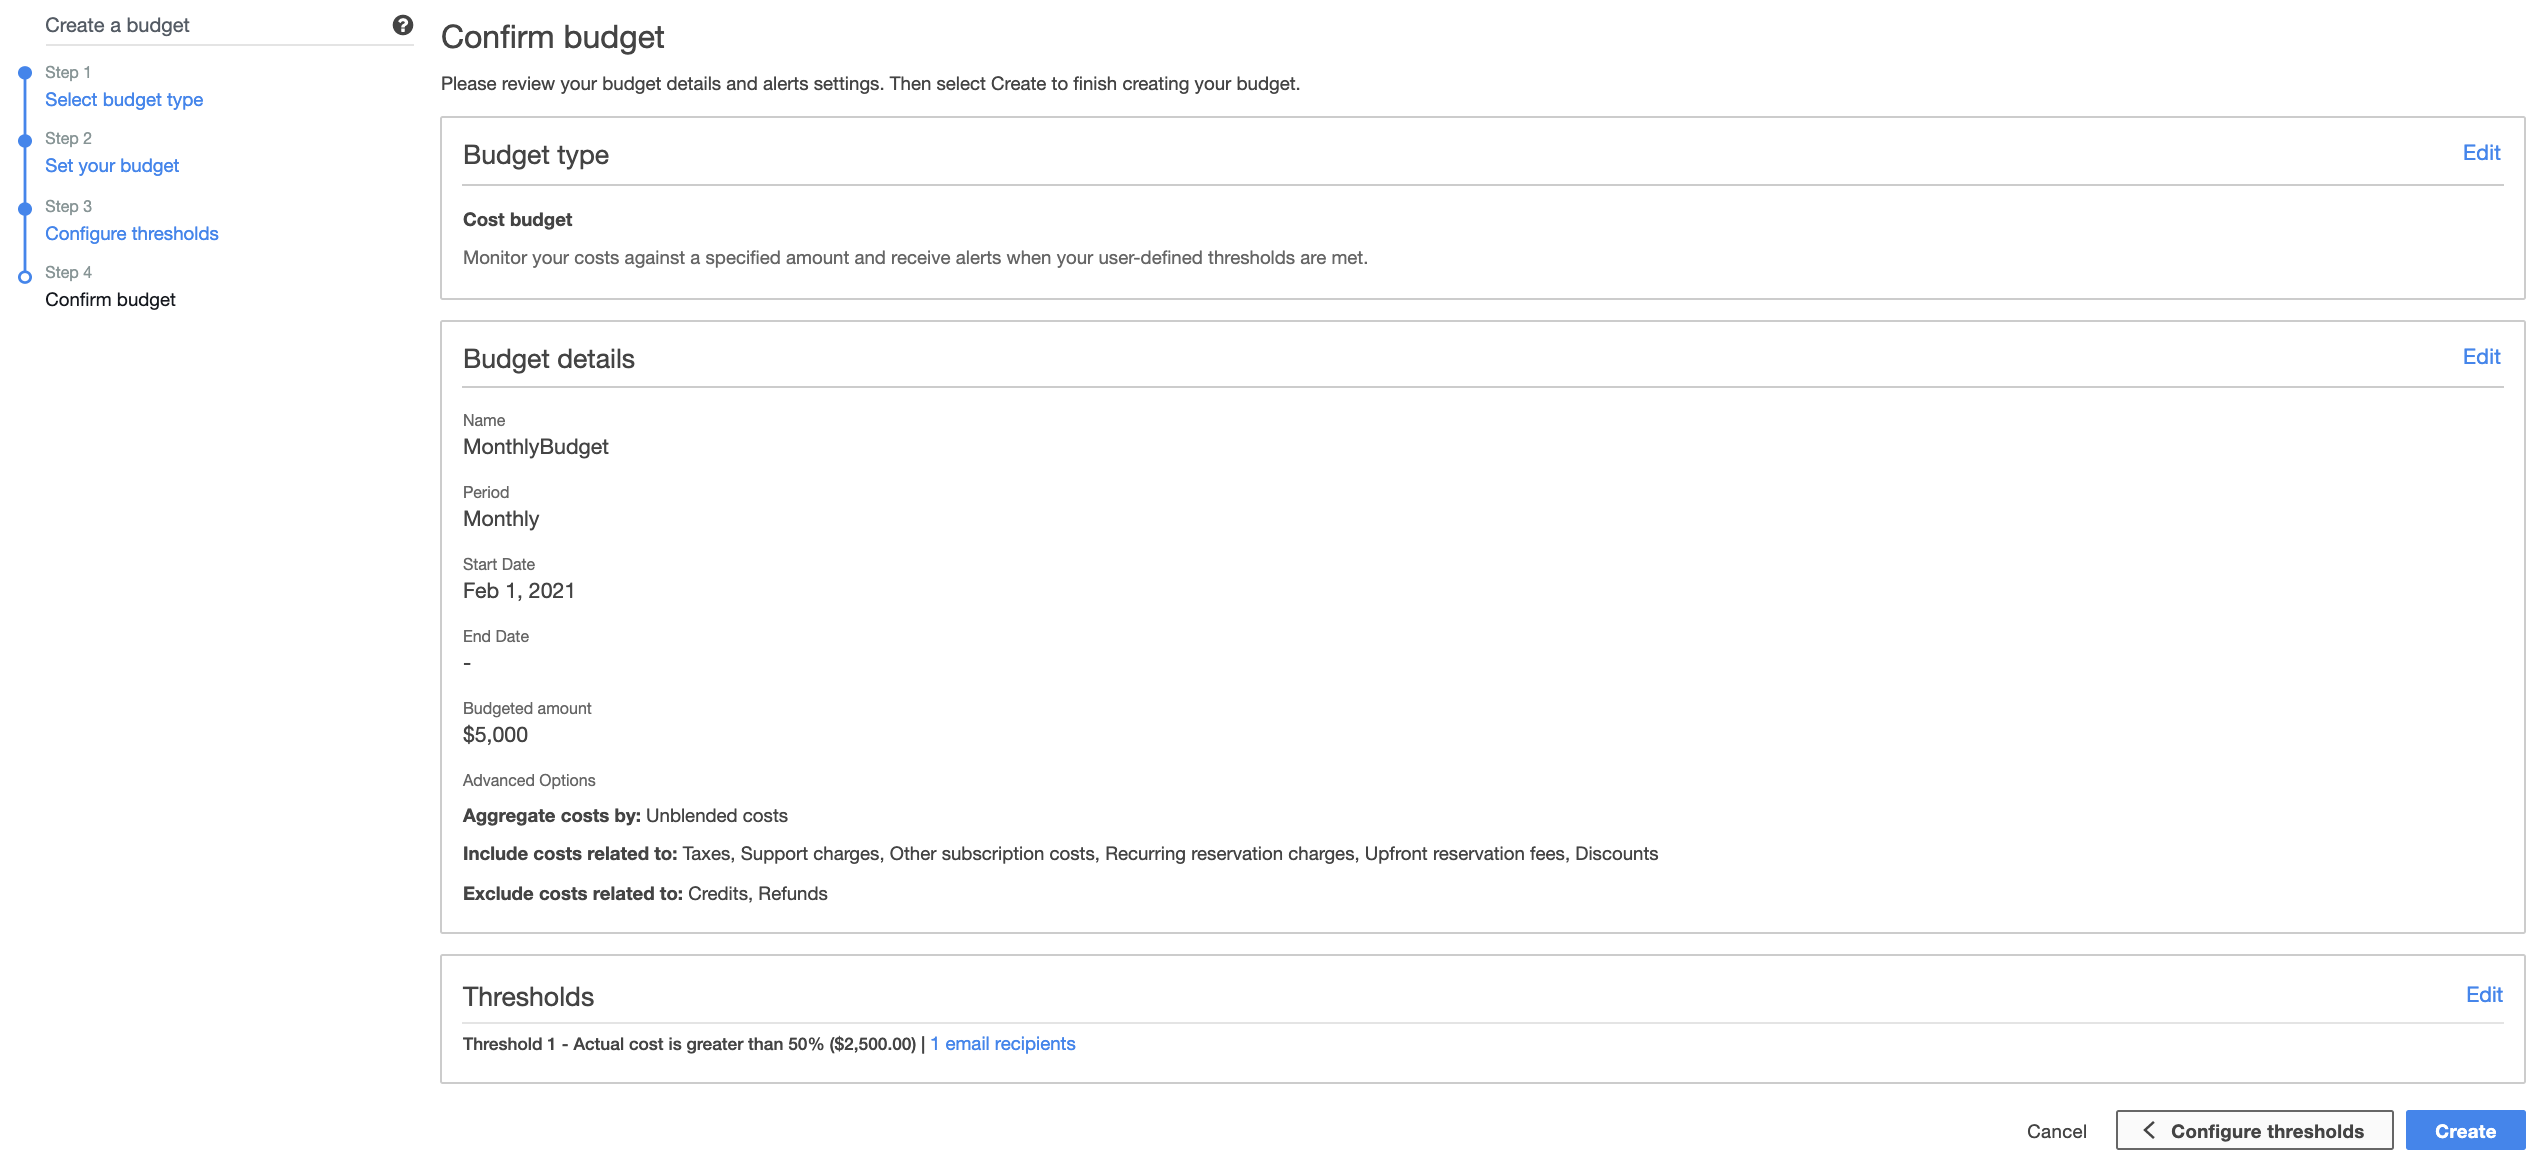 Create a budget
Step 1
Select budget type
Step 2
Set your budget
Step 3
Configure thresholds
Step 4
Confirm budget
Confirm budget
Please review your budget details and alerts settings. Then select Create to finish creating your budget.
Budget type
Edit
Cost budget
Monitor your costs against a specified amount and receive alerts when your user-defined thresholds are met.
Budget details
Edit
Name
MonthlyBudget
Period
Monthly
Start Date
Feb 1, 2021
End Date
-
Budgeted amount
$5,000
Advanced Options
Aggregate costs by: Unblended costs
Include costs related to: Taxes, Support charges, Other subscription costs, Recurring reservation charges, Upfront reservation fees, Discounts
Exclude costs related to: Credits, Refunds
Thresholds
Edit
Threshold 1 - Actual cost is greater than 50% ($2,500.00) | 1 email recipients
Cancel
Configure thresholds
Create